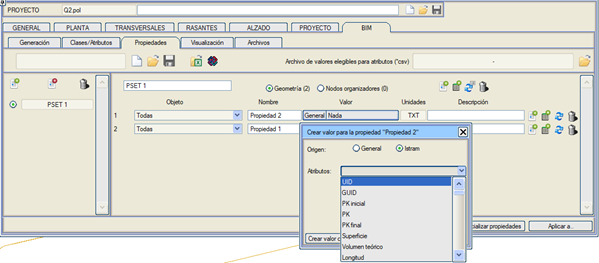 PROYECTO Q2.pol
GENERAL PLANTA TRANSVERSALES RASANTES ALZADO PROYECTO BIM
Generación Clases/Atributos Propiedades Visualización Archivos
Archivo de valores elegibles para atributos (*csv) -
PSET 1 Geometría (2) Nodos organizadores (0)
PSET 1
Objeto Nombre Valor Unidades Descripción
1 Todas Propiedad 2 General Nada TXT
2 Todas Propiedad 1
Crear valor para la propiedad "Propiedad 2"
Origen: General Istram
Atributos:
UID
GUID
PK inicial
PK
PK final
Superficie
Volumen teórico
Longitud
Crear valor
propiedades Aplicar a..